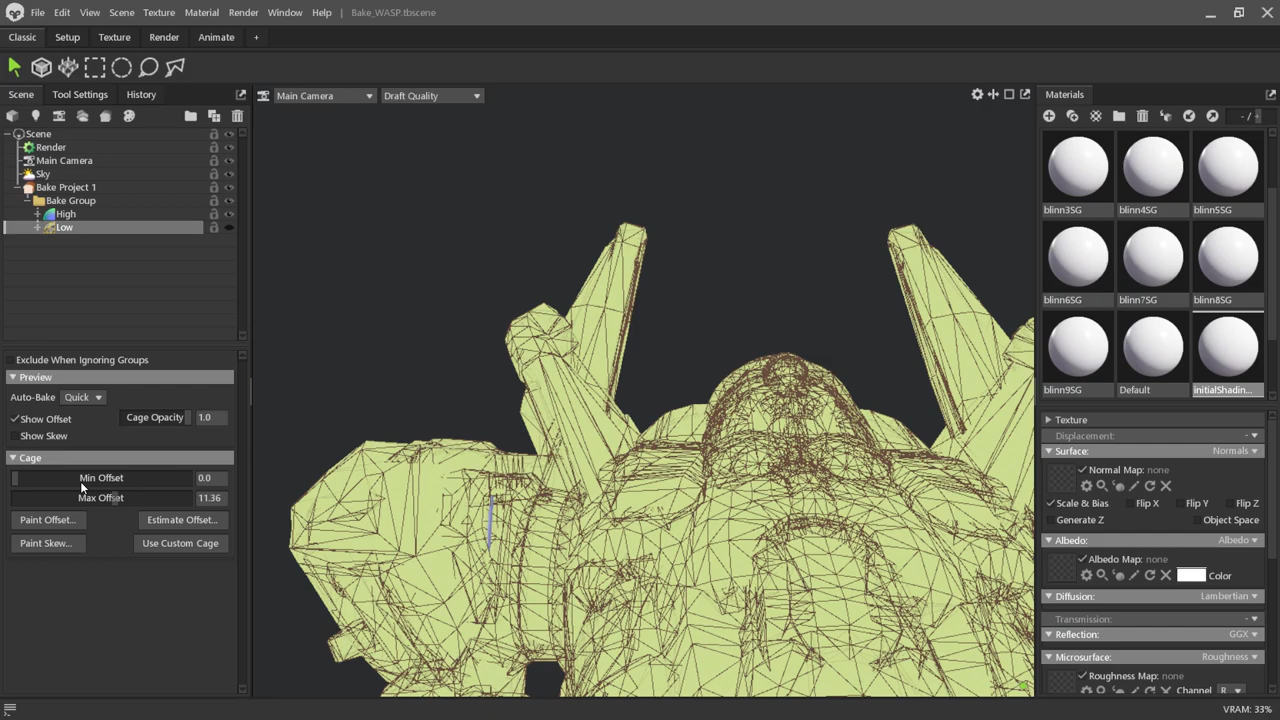 File Edit View Scene Texture Material Render Window Help Bake_WASP.tbscene
Classic Setup Texture Render Animate +
Scene Tool Settings History
Main Camera Draft Quality
Materials
- /
Scene
Render
Main Camera
Sky
Bake Project 1
Bake Group
High
Low
blinn3SG blinn4SG blinn5SG
blinn6SG blinn7SG blinn8SG
blinn9SG Default initialShadin...
Exclude When Ignoring Groups
Preview
Auto-Bake Quick
Show Offset Cage Opacity 1.0
Show Skew
Cage
Min Offset 0.0
Max Offset 11.36
Paint Offset... Estimate Offset...
Paint Skew... Use Custom Cage
Texture
Displacement: -
Surface: Normals
Normal Map: none
Scale & Bias Flip X Flip Y Flip Z
Generate Z Object Space
Albedo: Albedo
Albedo Map: none
Color
Diffusion: Lambertian
Transmission: -
Reflection: GGX
Microsurface: Roughness
Roughness Map: none
Channel R
VRAM: 33%